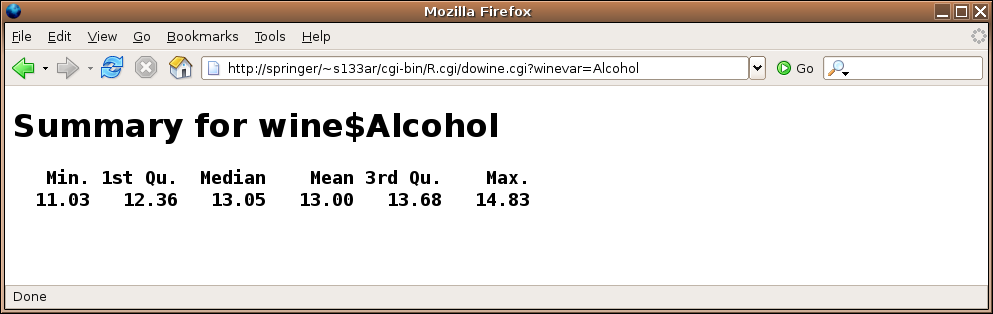 Mozilla Firefox
File Edit View Go Bookmarks Tools Help
http://springer/~s133ar/cgi-bin/R.cgi/dowine.cgi?winevar=Alcohol Go
Summary for wine$Alcohol
Min. 1st Qu. Median Mean 3rd Qu. Max.
11.03 12.36 13.05 13.00 13.68 14.83
Done